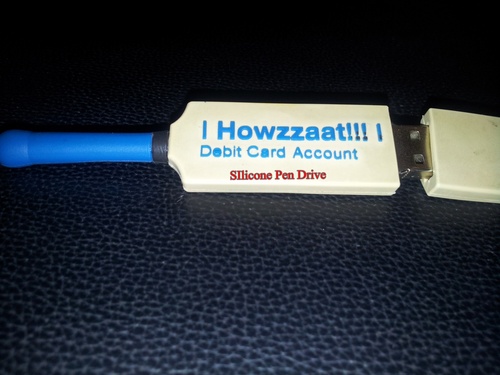 | Howzzaat!!! |
Debit Card Account
SIlicone Pen Drive